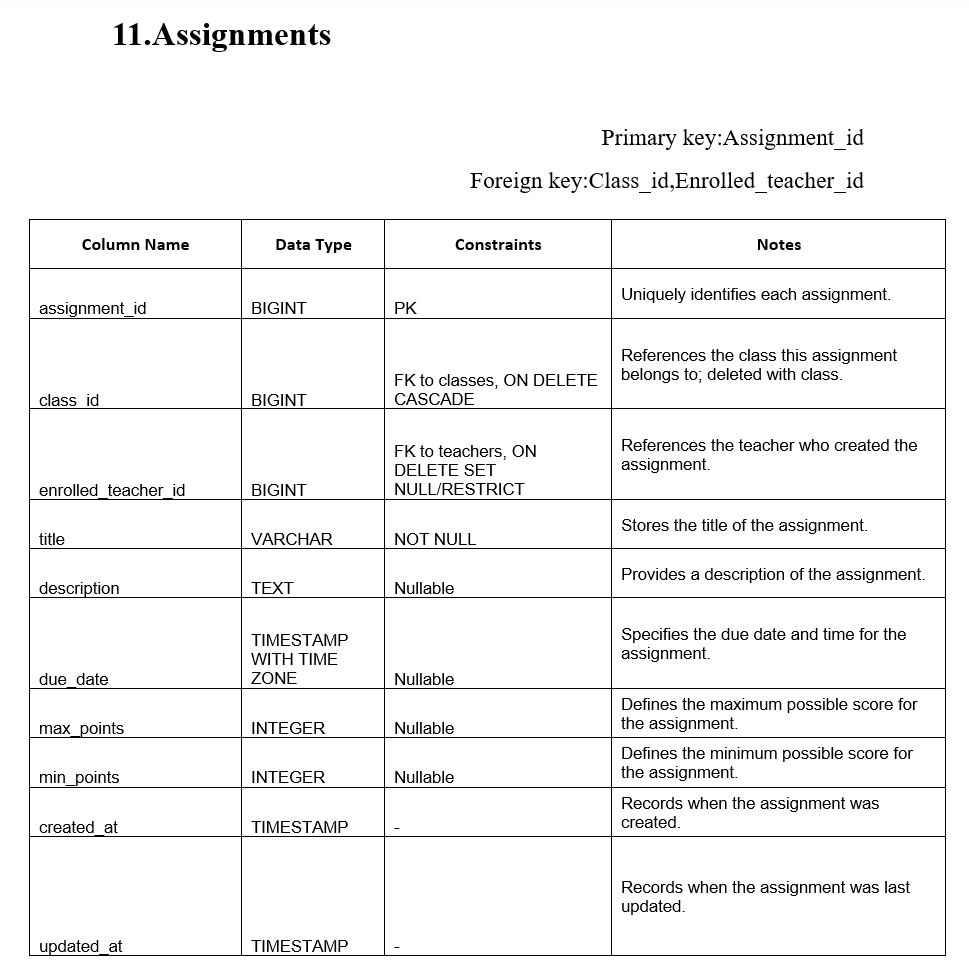 11.Assignments
Primary key:Assignment_id
Foreign key:Class_id,Enrolled_teacher_id
Column Name Data Type Constraints Notes
assignment_id BIGINT PK Uniquely identifies each assignment.
class_id BIGINT FK to classes, ON DELETE
CASCADE
References the class this assignment
belongs to; deleted with class.
enrolled_teacher_id BIGINT FK to teachers, ON
DELETE SET
NULL/RESTRICT
References the teacher who created the
assignment.
title VARCHAR NOT NULL Stores the title of the assignment.
description TEXT Nullable Provides a description of the assignment.
due_date TIMESTAMP
WITH TIME
ZONE
Nullable Specifies the due date and time for the
assignment.
max_points INTEGER Nullable Defines the maximum possible score for
the assignment.
min_points INTEGER Nullable Defines the minimum possible score for
the assignment.
created_at TIMESTAMP - Records when the assignment was
created.
updated_at TIMESTAMP - Records when the assignment was last
updated.